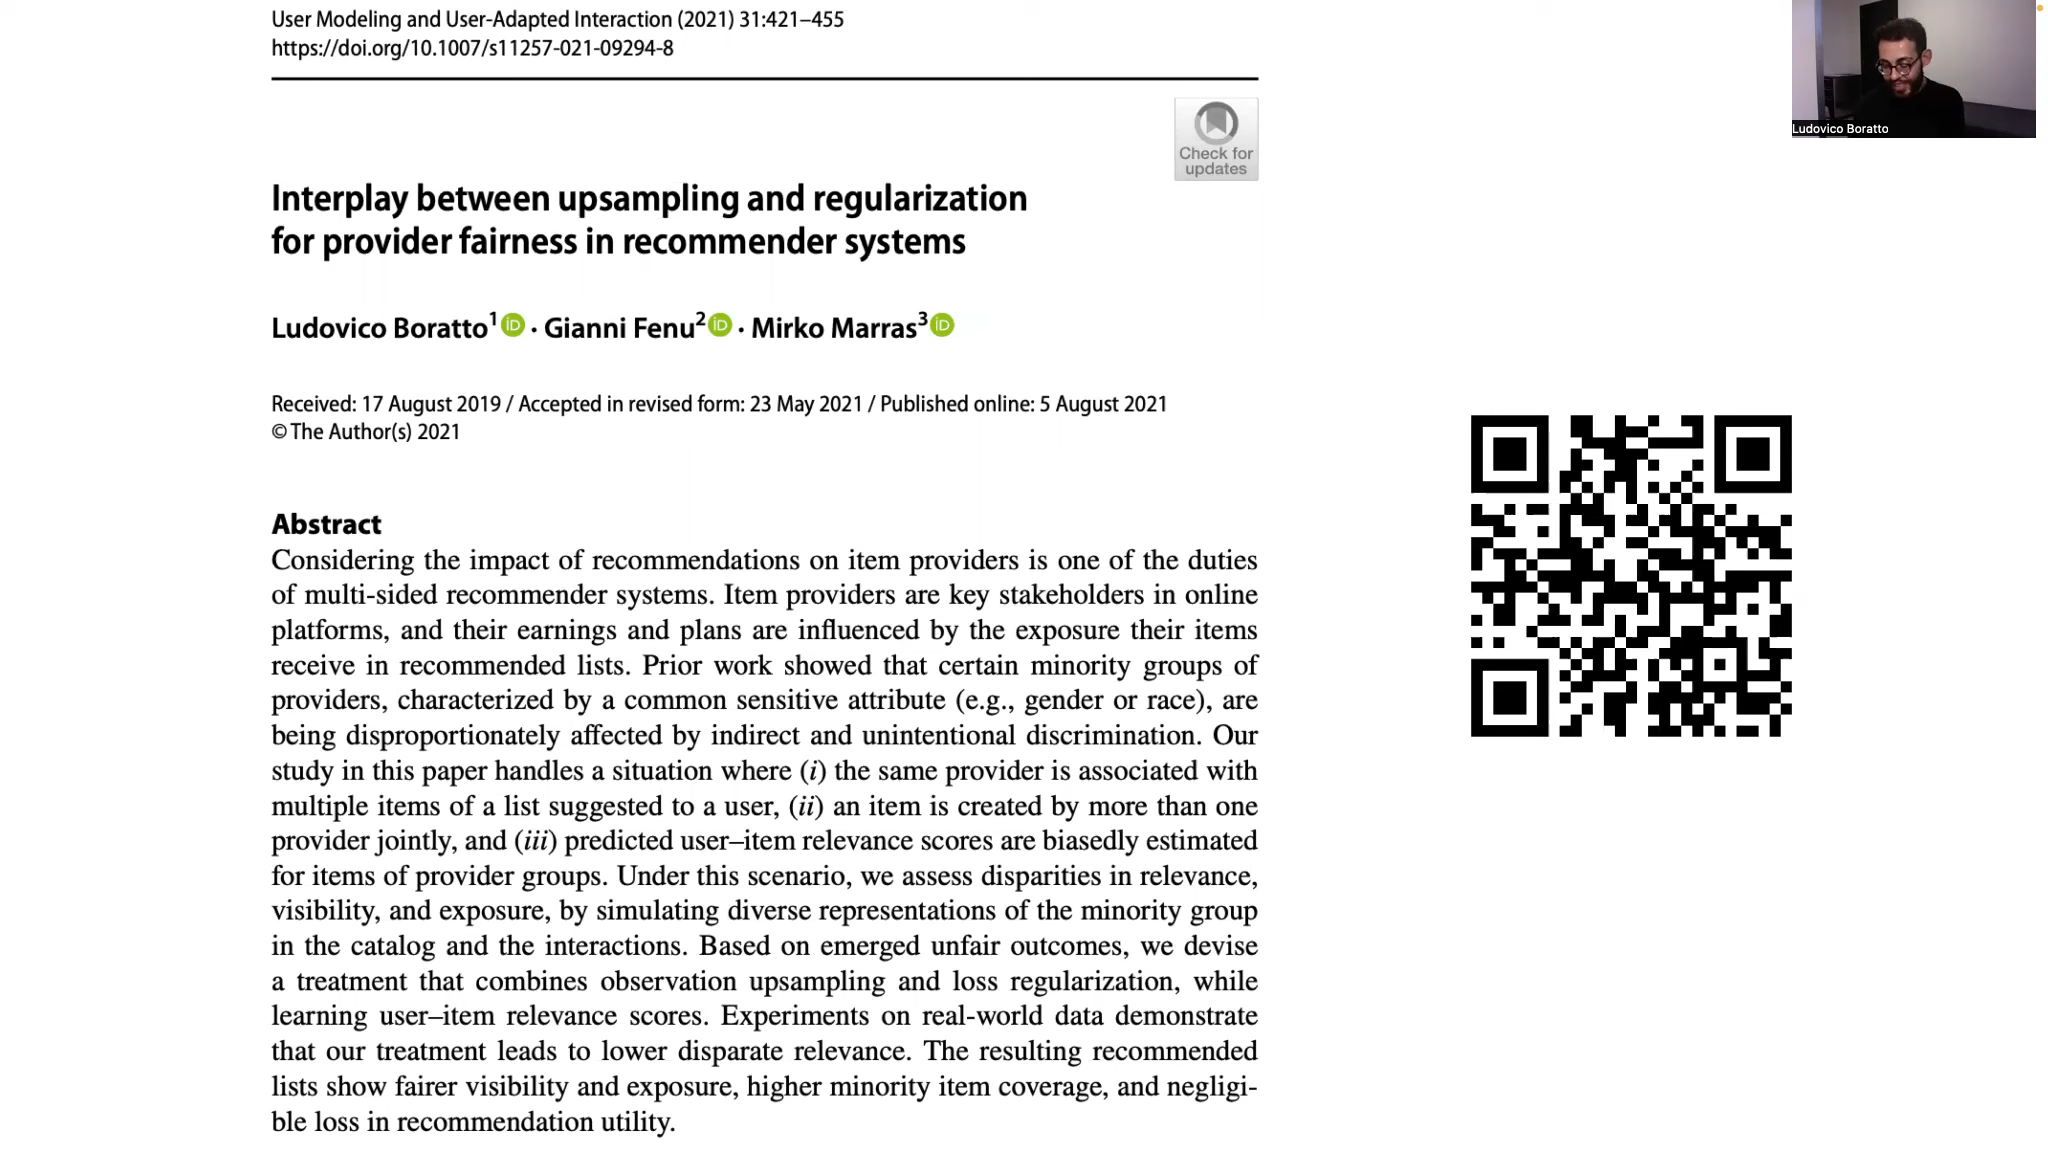 User Modeling and User-Adapted Interaction (2021) 31:421–455
https://doi.org/10.1007/s11257-021-09294-8
Check for
updates
Interplay between upsampling and regularization
for provider fairness in recommender systems
Ludovico Boratto1 iD · Gianni Fenu2 iD · Mirko Marras3 iD
Received: 17 August 2019 / Accepted in revised form: 23 May 2021 / Published online: 5 August 2021
© The Author(s) 2021
Abstract
Considering the impact of recommendations on item providers is one of the duties
of multi-sided recommender systems. Item providers are key stakeholders in online
platforms, and their earnings and plans are influenced by the exposure their items
receive in recommended lists. Prior work showed that certain minority groups of
providers, characterized by a common sensitive attribute (e.g., gender or race), are
being disproportionately affected by indirect and unintentional discrimination. Our
study in this paper handles a situation where (i) the same provider is associated with
multiple items of a list suggested to a user, (ii) an item is created by more than one
provider jointly, and (iii) predicted user–item relevance scores are biasedly estimated
for items of provider groups. Under this scenario, we assess disparities in relevance,
visibility, and exposure, by simulating diverse representations of the minority group
in the catalog and the interactions. Based on emerged unfair outcomes, we devise
a treatment that combines observation upsampling and loss regularization, while
learning user–item relevance scores. Experiments on real-world data demonstrate
that our treatment leads to lower disparate relevance. The resulting recommended
lists show fairer visibility and exposure, higher minority item coverage, and negligi-
ble loss in recommendation utility.
Ludovico Boratto